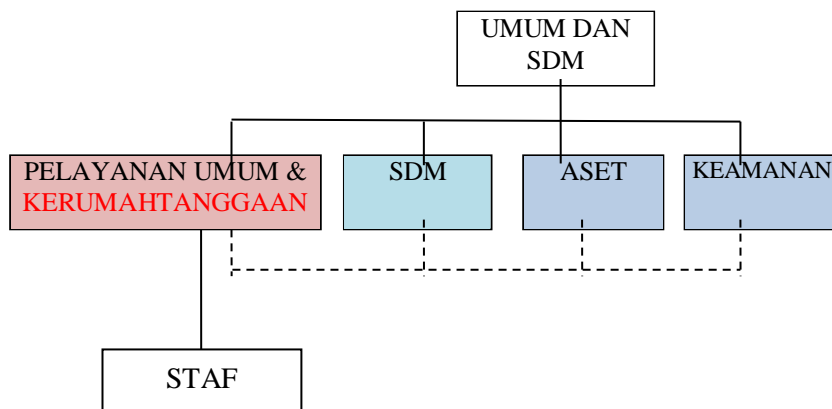 UMUM DAN
SDM
PELAYANAN UMUM &
KERUMAHTANGGAAN
SDM
ASET
KEAMANAN
STAF